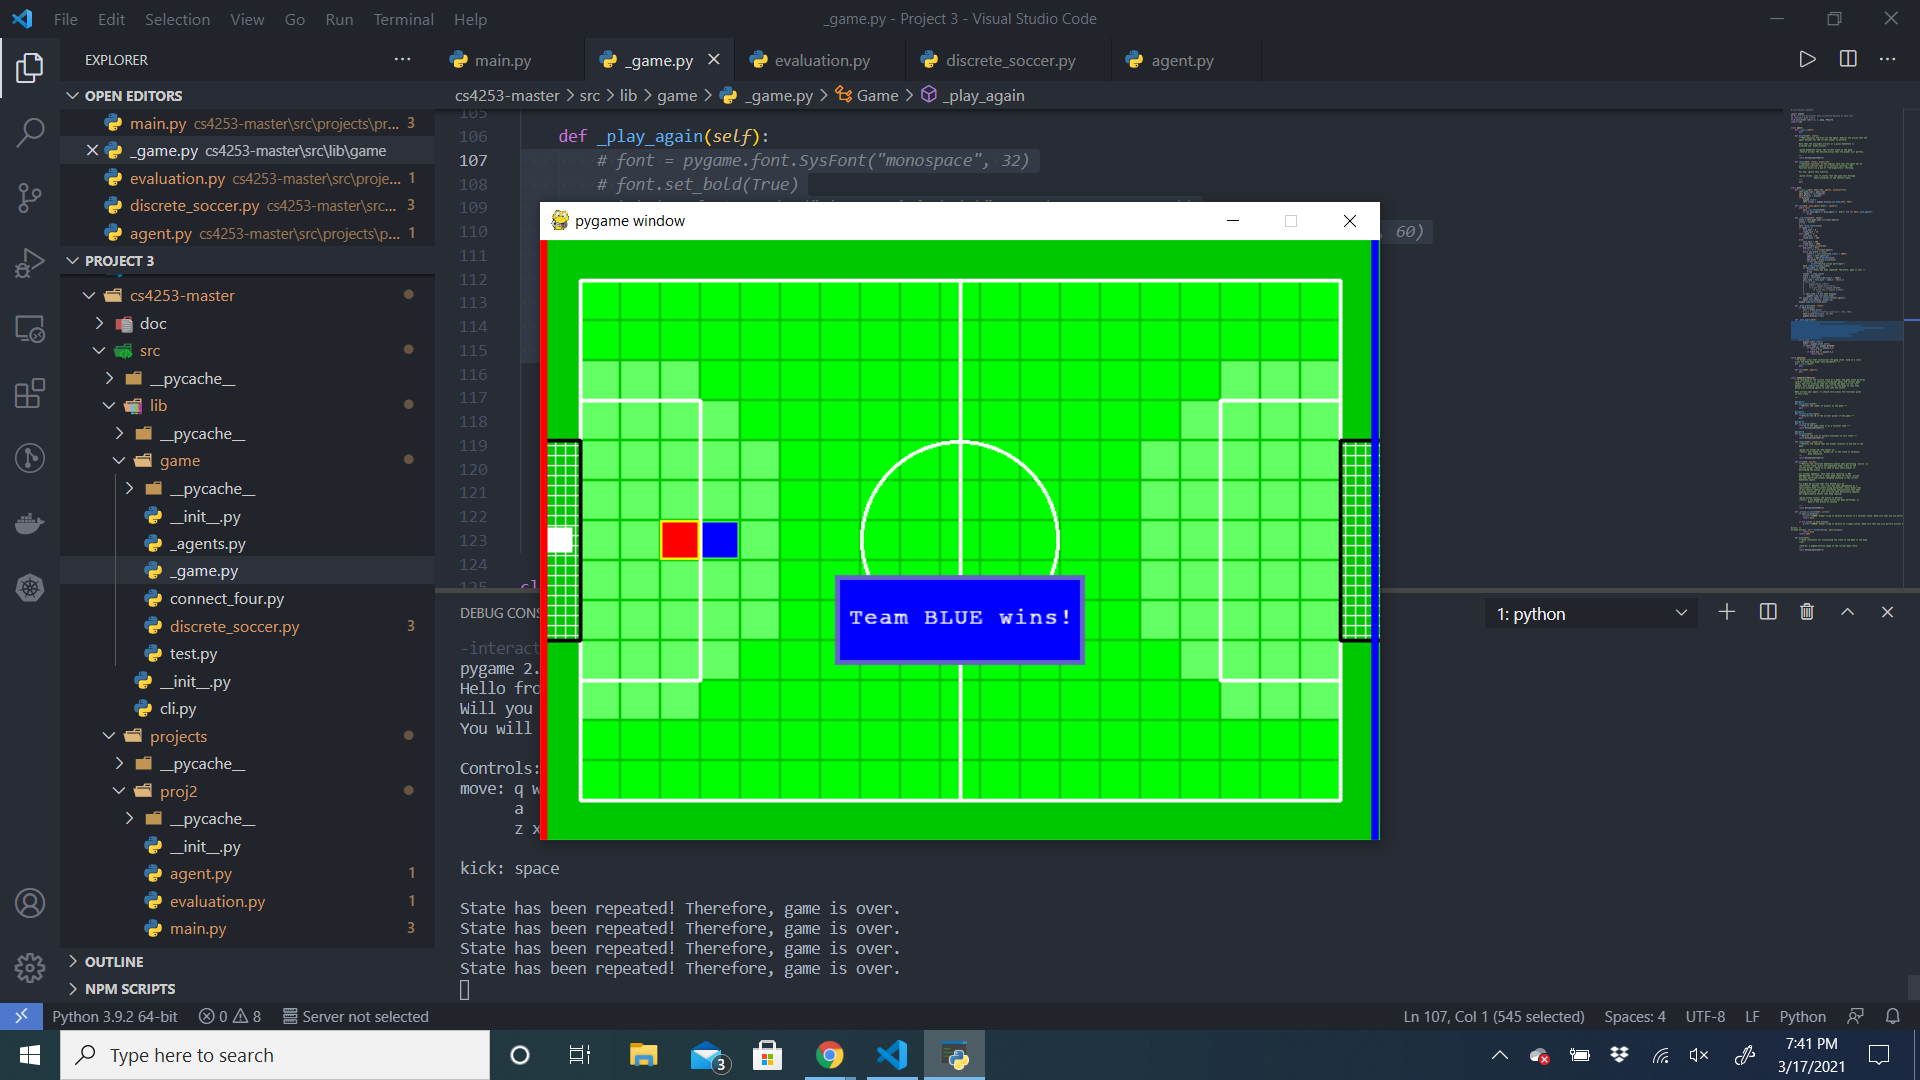 File Edit Selection View Go Run Terminal Help
_game.py - Project 3 - Visual Studio Code
EXPLORER
main.py _game.py evaluation.py discrete_soccer.py agent.py
OPEN EDITORS
cs4253-master > src > lib > game > _game.py > Game > _play_again
main.py cs4253-master\src\projects\pr... 3
_game.py cs4253-master\src\lib\game
evaluation.py cs4253-master\src\proje... 1
discrete_soccer.py cs4253-master\src... 3
agent.py cs4253-master\src\projects\p... 1
PROJECT 3
cs4253-master
doc
src
__pycache__
lib
__pycache__
game
__pycache__
__init__.py
_agents.py
_game.py
connect_four.py
discrete_soccer.py 3
test.py
__init__.py
cli.py
projects
__pycache__
proj2
__pycache__
__init__.py
agent.py 1
evaluation.py 1
main.py 3
OUTLINE
NPM SCRIPTS
105
106 def _play_again(self):
107 # font = pygame.font.SysFont("monospace", 32)
108 # font.set_bold(True)
109
110 , 60)
111
112
113
114
115
116
117
118
119
120
121
122
123
124
125 cl
pygame window
Team BLUE wins!
DEBUG CONS
1: python
-interact
pygame 2.
Hello fro
Will you
You will
Controls:
move: q w
a
z x
kick: space
State has been repeated! Therefore, game is over.
State has been repeated! Therefore, game is over.
State has been repeated! Therefore, game is over.
State has been repeated! Therefore, game is over.
Python 3.9.2 64-bit 0 8 Server not selected
Ln 107, Col 1 (545 selected) Spaces: 4 UTF-8 LF Python
Type here to search
3
7:41 PM
3/17/2021